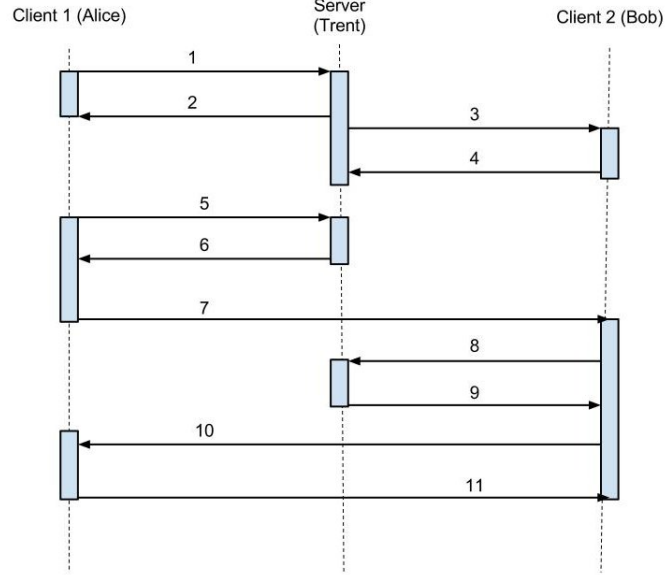 Client 1 (Alice)
Server
(Trent)
Client 2 (Bob)
1
2
3
4
5
6
7
8
9
10
11